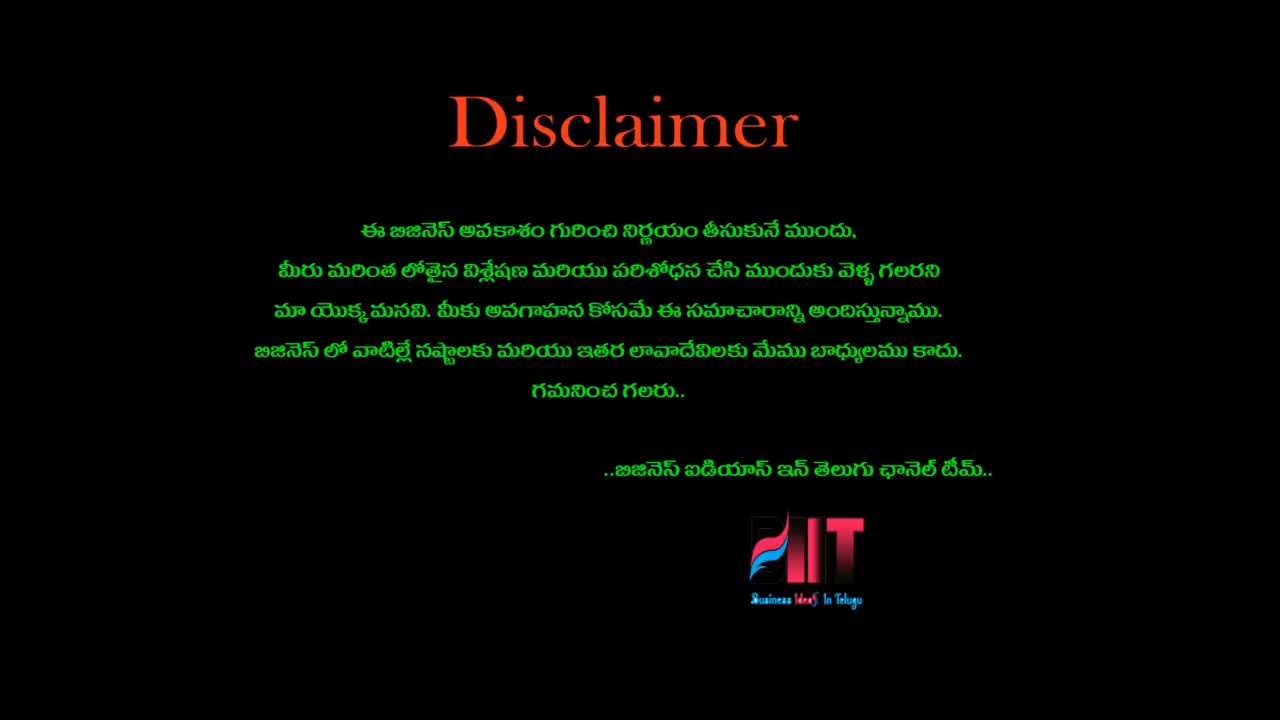 Disclaimer
ఈ బిజినెస్ అవకాశం గురించి నిర్ణయం తీసుకునే ముందు,
మీరు మరింత లోతైన విశ్లేషణ మరియు పరిశోధన చేసి ముందుకు వెళ్ళ గలరని
మా యొక్క మనవి. మీకు అవగాహన కోసమే ఈ సమాచారాన్ని అందిస్తున్నాము.
బిజినెస్ లో వాటిల్లే నష్టాలకు మరియు ఇతర లావాదేవిలకు మేము బాధ్యులము కాదు.
గమనించ గలరు..
..బిజినెస్ ఐడియాస్ ఇన్ తెలుగు ఛానెల్ టీమ్..
BIIT
Business Ideas In Telugu